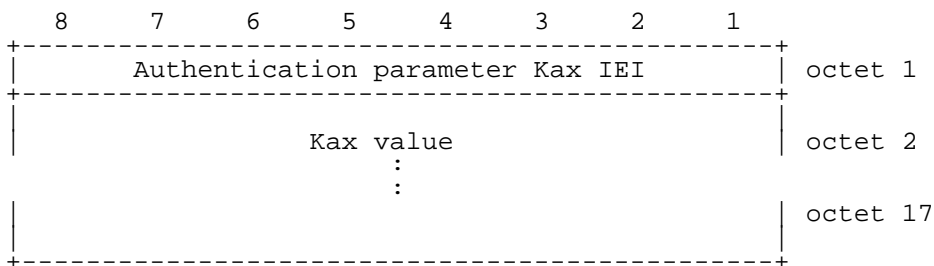 8 7 6 5 4 3 2 1
Authentication parameter Kax IEI octet 1
Kax value octet 2
:
:
octet 17